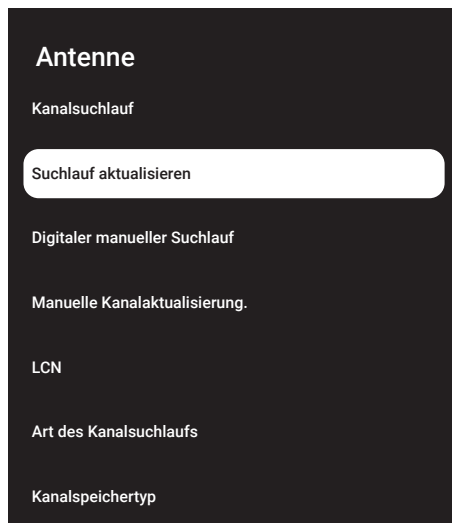 Antenne
Kanalsuchlauf
Suchlauf aktualisieren
Digitaler manueller Suchlauf
Manuelle Kanalaktualisierung.
LCN
Art des Kanalsuchlaufs
Kanalspeichertyp